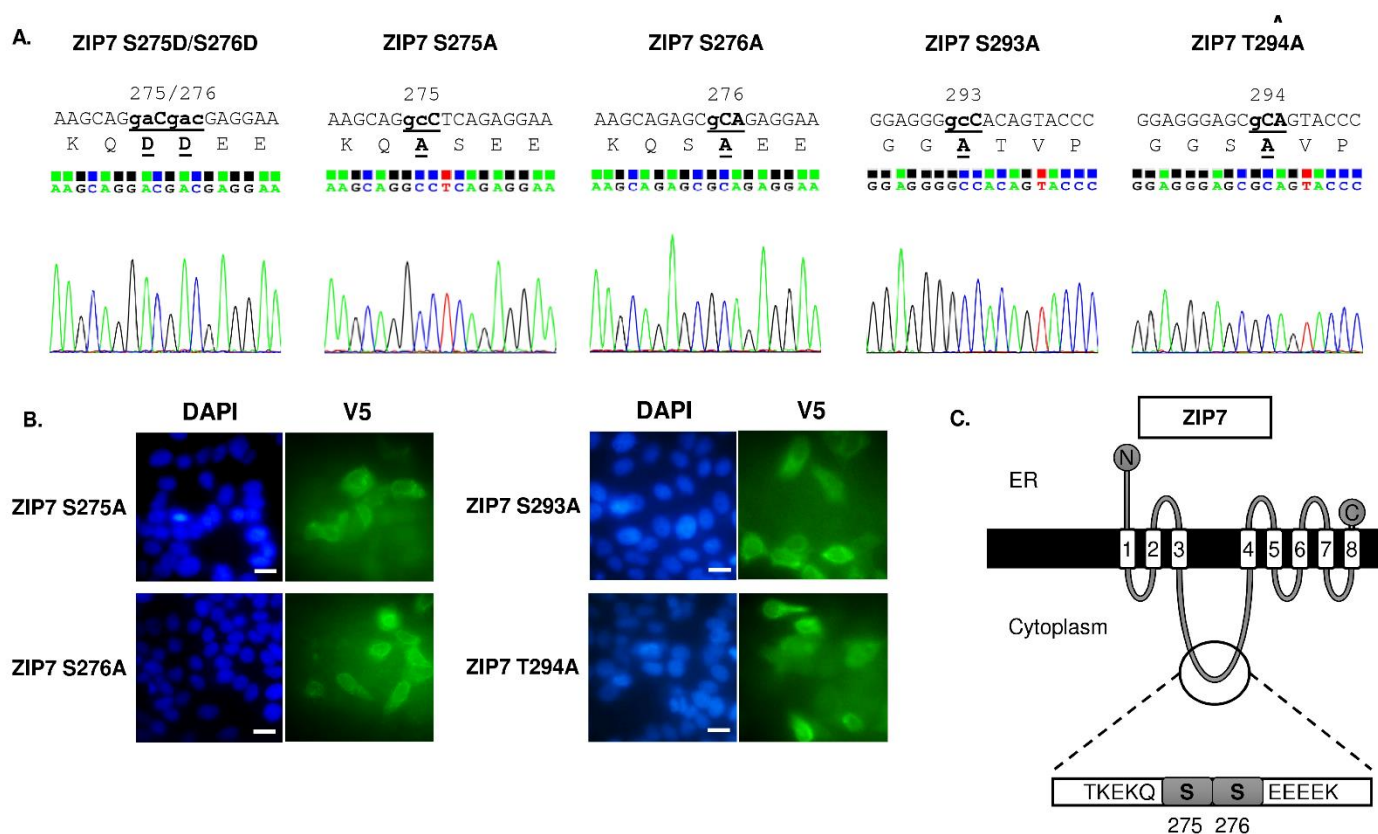 A.
ZIP7 S275D/S276D ZIP7 S275A ZIP7 S276A ZIP7 S293A ZIP7 T294A
^
275/276 275 276 293 294
AAGCAGgaCgacGAGGAA AAGCAGgcCTCAGAGGAA AAGCAGAGCgCAGAGGAA GGAGGGgcCACAGTACCC GGAGGGAGCgCAGTACCC
K Q D D E E K Q A S E E K Q S A E E G G A T V P G G S A V P
AAGCAGGACGACGAGGAA AAGCAGGCCTCAGAGGAA AAGCAGAGCGCAGAGGAA GGAGGGGCCACAGTACCC GGAGGGAGCGCAGTACCC
B.
DAPI V5 DAPI V5
ZIP7 S275A ZIP7 S293A
ZIP7 S276A ZIP7 T294A
C.
ZIP7
N
ER
C
1 2 3 4 5 6 7 8
Cytoplasm
TKEKQ S S EEEEK
275 276